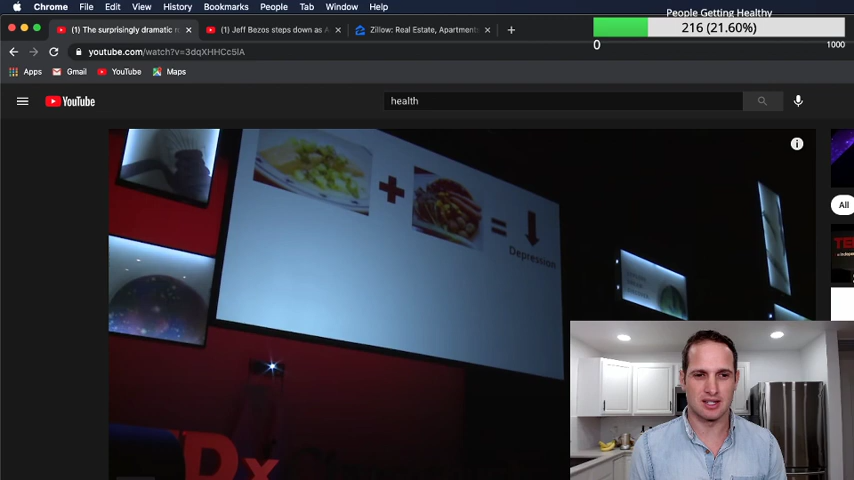 Chrome File Edit View History Bookmarks People Tab Window Help
People Getting Healthy
216 (21.60%)
0 1000
(1) The surprisingly dramatic r
(1) Jeff Bezos steps down as A
Zillow: Real Estate, Apartment
youtube.com/watch?v=3dqXHHCc5lA
Apps Gmail YouTube Maps
YouTube
health
All
Depression